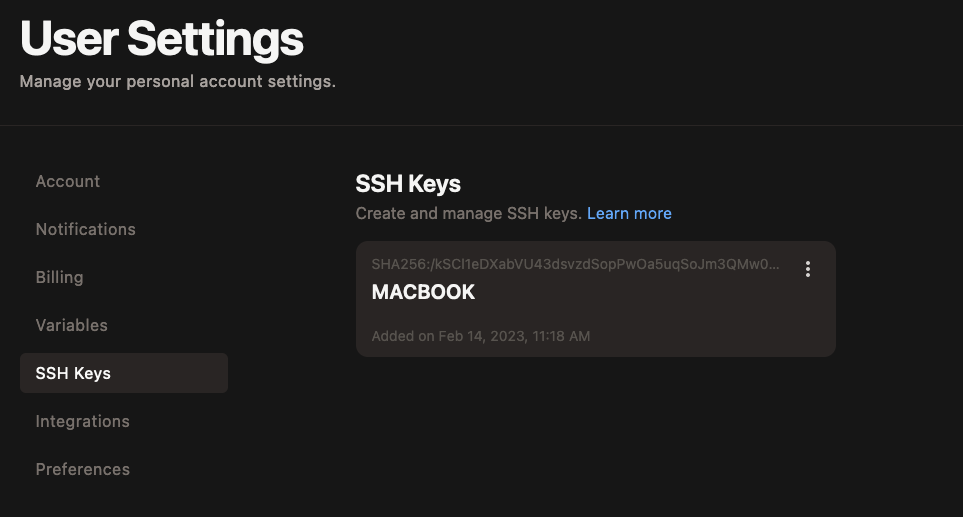 User Settings
Manage your personal account settings.
Account
Notifications
Billing
Variables
SSH Keys
Integrations
Preferences
SSH Keys
Create and manage SSH keys. Learn more
SHA256:/kSCl1eDXabVU43dsvzdSopPwOa5uqSoJm3QMw0...
MACBOOK
Added on Feb 14, 2023, 11:18 AM